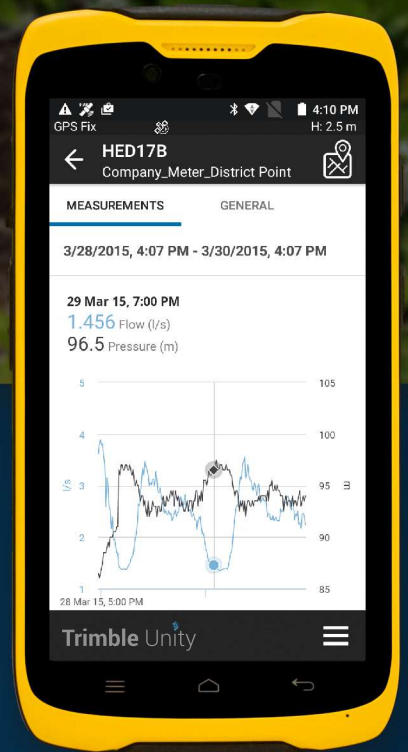 4:10 PM
GPS Fix
H: 2.5 m
HED17B
Company_Meter_District Point
MEASUREMENTS GENERAL
3/28/2015, 4:07 PM - 3/30/2015, 4:07 PM
29 Mar 15, 7:00 PM
1.456 Flow (l/s)
96.5 Pressure (m)
5 105
4 100
l/s 3 95 m
2 90
1 85
28 Mar 15, 5:00 PM
Trimble Unity